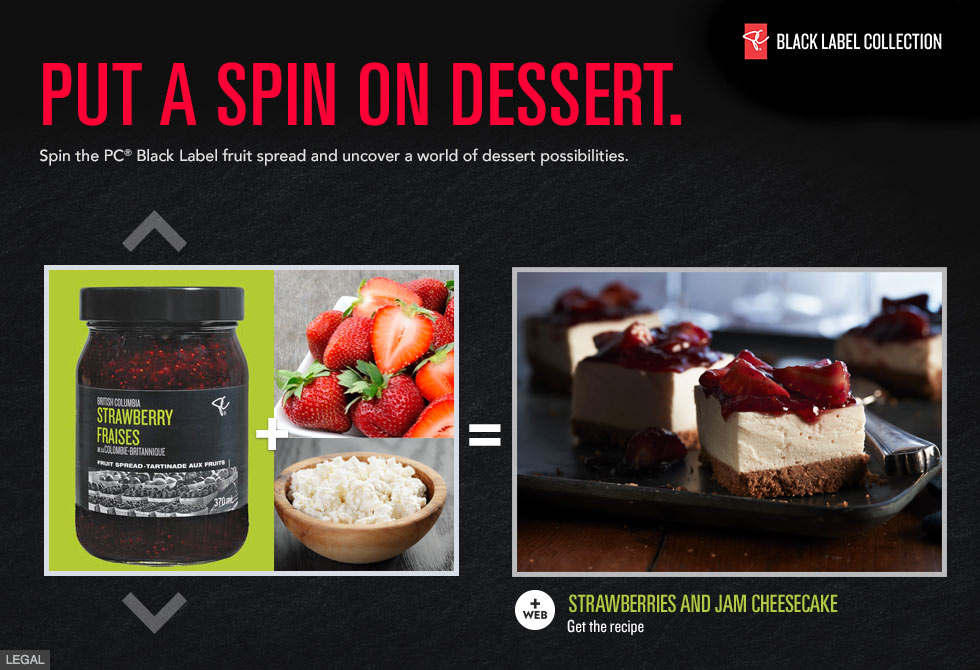 BLACK LABEL COLLECTION
PUT A SPIN ON DESSERT.
Spin the PC® Black Label fruit spread and uncover a world of dessert possibilities.
BRITISH COLUMBIA
STRAWBERRY
FRAISES
DE LA COLOMBIE-BRITANNIQUE
FRUIT SPREAD • TARTINADE AUX FRUITS
370 mL
+
=
+
WEB
STRAWBERRIES AND JAM CHEESECAKE
Get the recipe
LEGAL